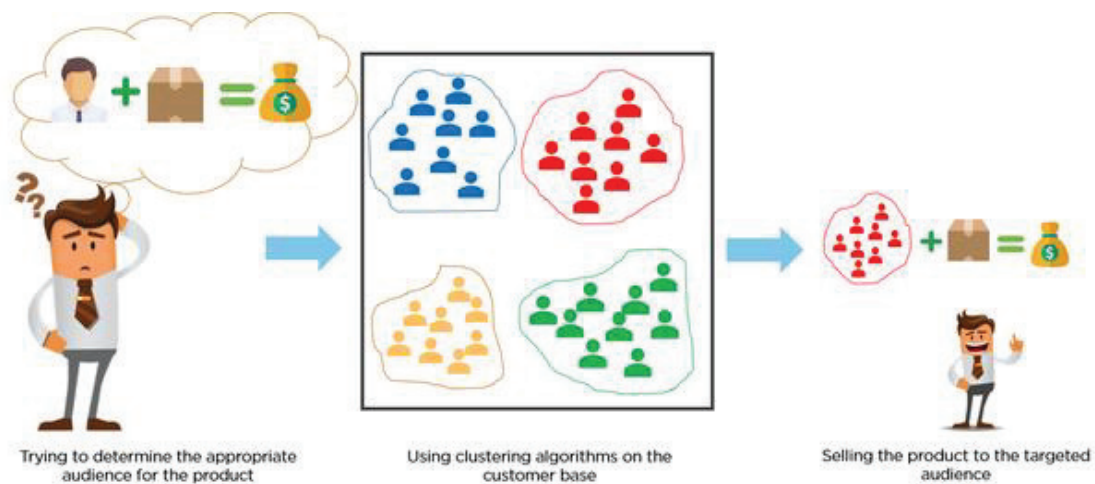 ??
$
$
Trying to determine the appropriate
audience for the product
Using clustering algorithms on the
customer base
Selling the product to the targeted
audience